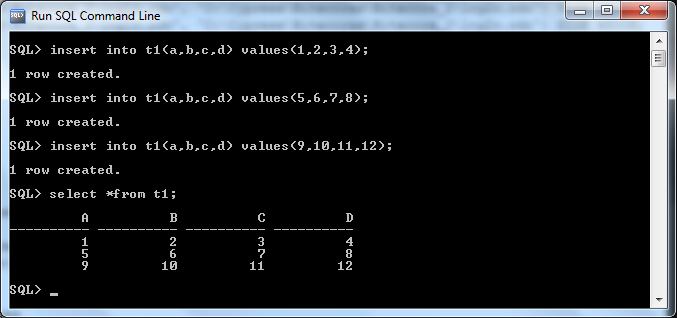 Run SQL Command Line
SQL> insert into t1(a,b,c,d) values(1,2,3,4);
1 row created.
SQL> insert into t1(a,b,c,d) values(5,6,7,8);
1 row created.
SQL> insert into t1(a,b,c,d) values(9,10,11,12);
1 row created.
SQL> select *from t1;
A B C D
---------- ---------- ---------- ----------
1 2 3 4
5 6 7 8
9 10 11 12
SQL> _